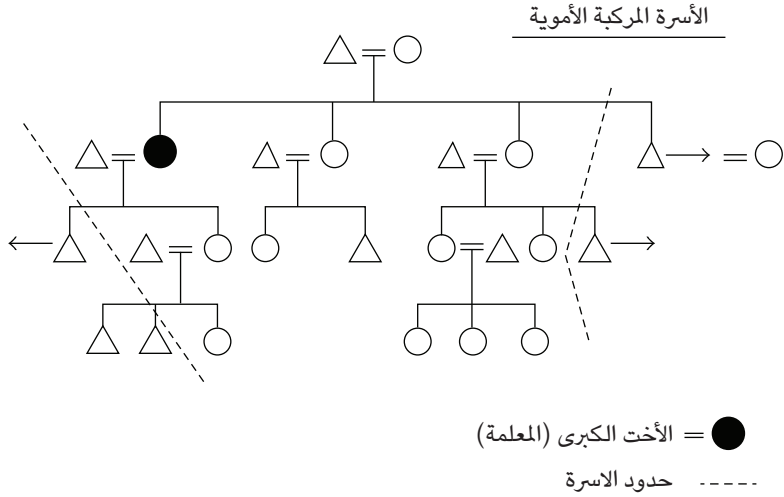 الأسرة المركبة الأموية
= الأخت الكبرى (المعلمة)
حدود الاسرة